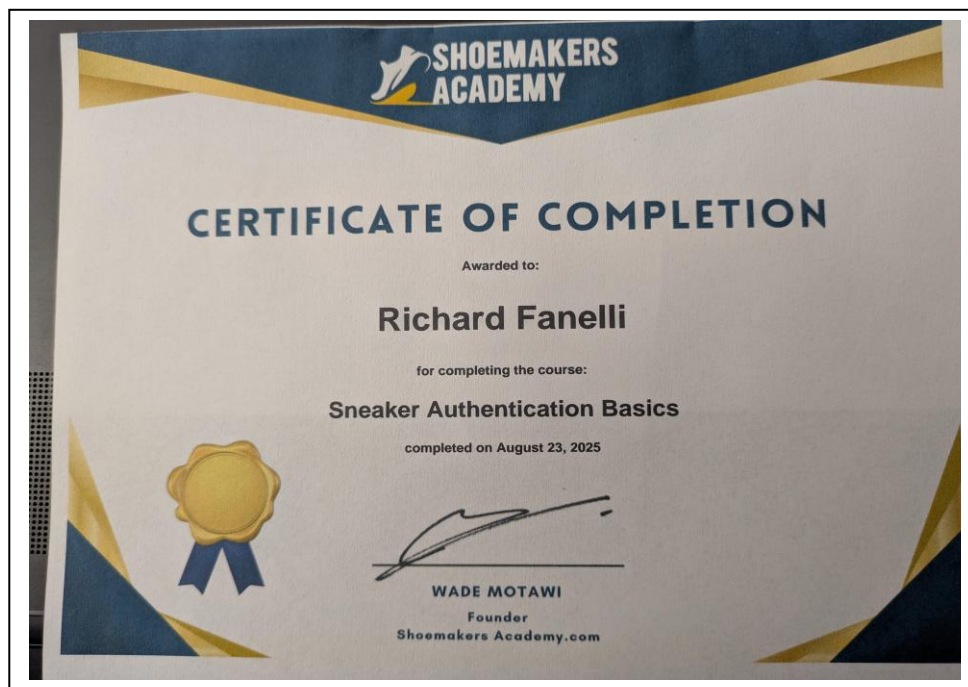 SHOEMAKERS
ACADEMY
CERTIFICATE OF COMPLETION
Awarded to:
Richard Fanelli
for completing the course:
Sneaker Authentication Basics
completed on August 23, 2025
WADE MOTAWI
Founder
Shoemakers Academy.com